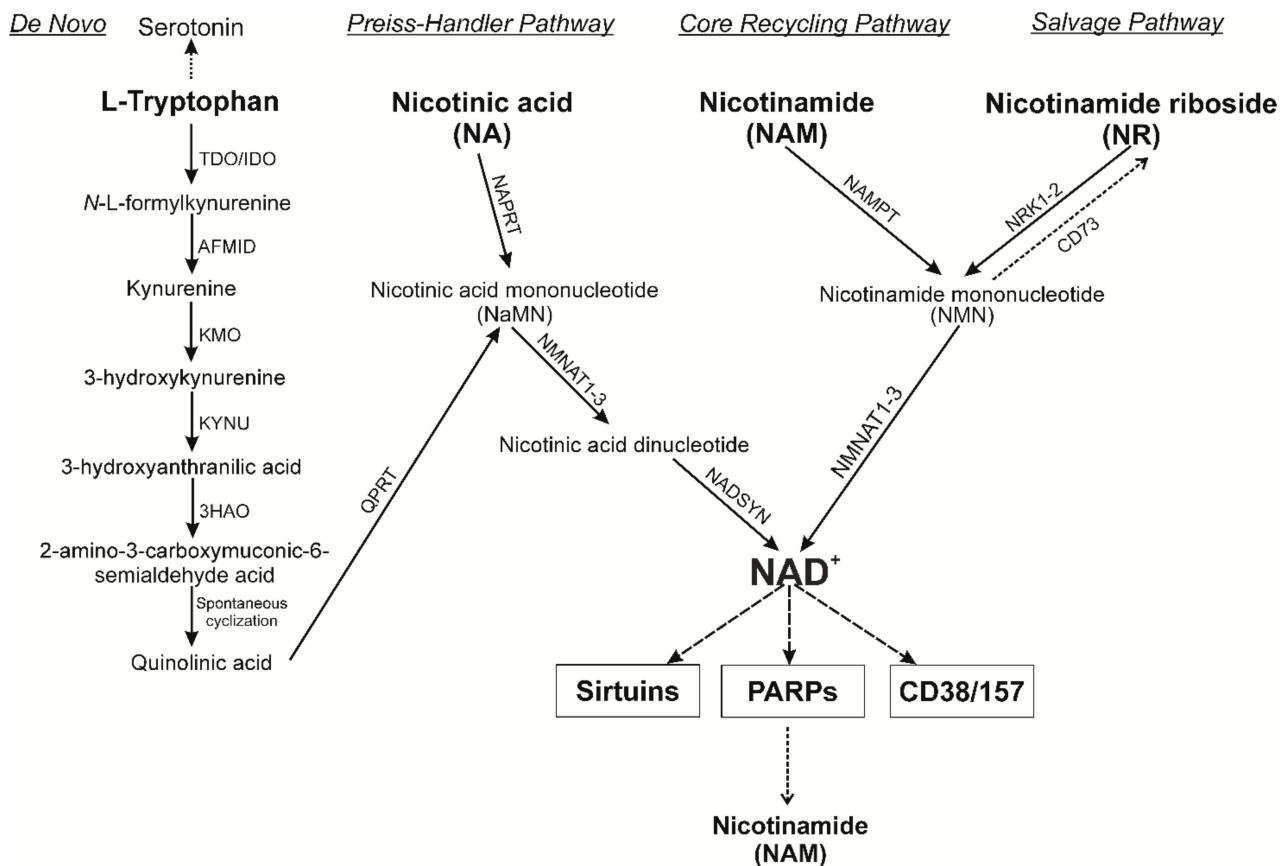 De Novo
Serotonin
L-Tryptophan
TDO/IDO
N-L-formylkynurenine
AFMID
Kynurenine
KMO
3-hydroxykynurenine
KYNU
3-hydroxyanthranilic acid
3HAO
2-amino-3-carboxymuconic-6-
semialdehyde acid
Spontaneous
cyclization
Quinolinic acid
QPRT
Preiss-Handler Pathway
Nicotinic acid
(NA)
NAPRT
Nicotinic acid mononucleotide
(NaMN)
NMNAT1-3
Nicotinic acid dinucleotide
NADSYN
Core Recycling Pathway
Nicotinamide
(NAM)
NAMPT
Salvage Pathway
Nicotinamide riboside
(NR)
NRK1-2
CD73
Nicotinamide mononucleotide
(NMN)
NMNAT1-3
NAD+
Sirtuins
PARPs
CD38/157
Nicotinamide
(NAM)